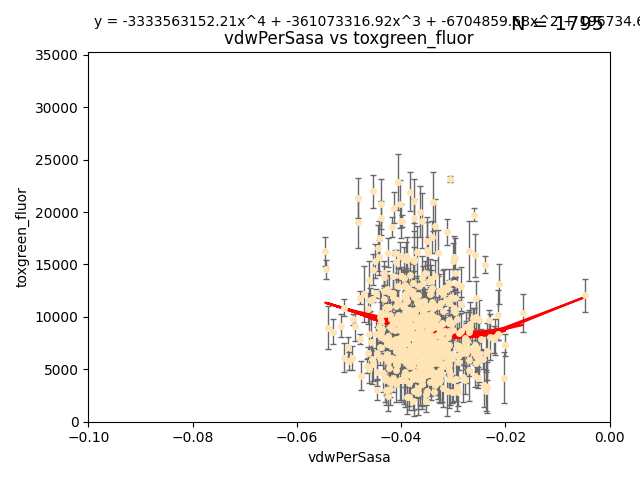 y = -3333563152.21x^4 + -361073316.92x^3 + -6704859.
N = 1795
vdwPerSasa vs toxgreen_fluor
35000
30000
25000
20000
15000
10000
5000
0
toxgreen_fluor
−0.10
−0.08
−0.06
−0.04
−0.02
0.00
vdwPerSasa